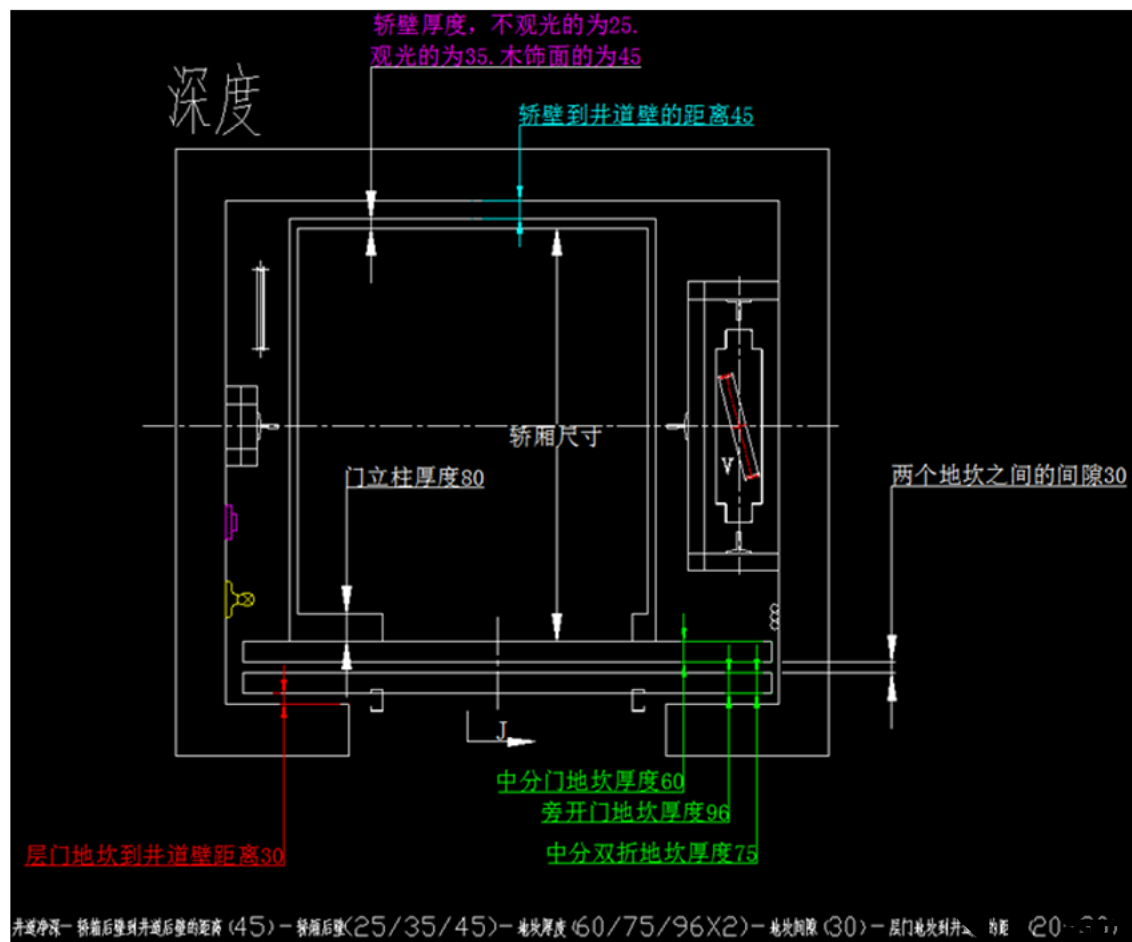 轿壁厚度，不观光的为25.
观光的为35.木饰面的为45
深度
轿壁到井道壁的距离45
轿厢尺寸
门立柱厚度80
V
两个地坎之间的间隙30
J
中分门地坎厚度60
旁开门地坎厚度96
层门地坎到井道壁距离30
中分双折地坎厚度75
井道净深-轿厢后壁到井道后壁的距离(45)-轿厢后壁(25/35/45)-地坎厚度(60/75/96X2)-地坎间隙(30)-层门地坎到井 的距 (20